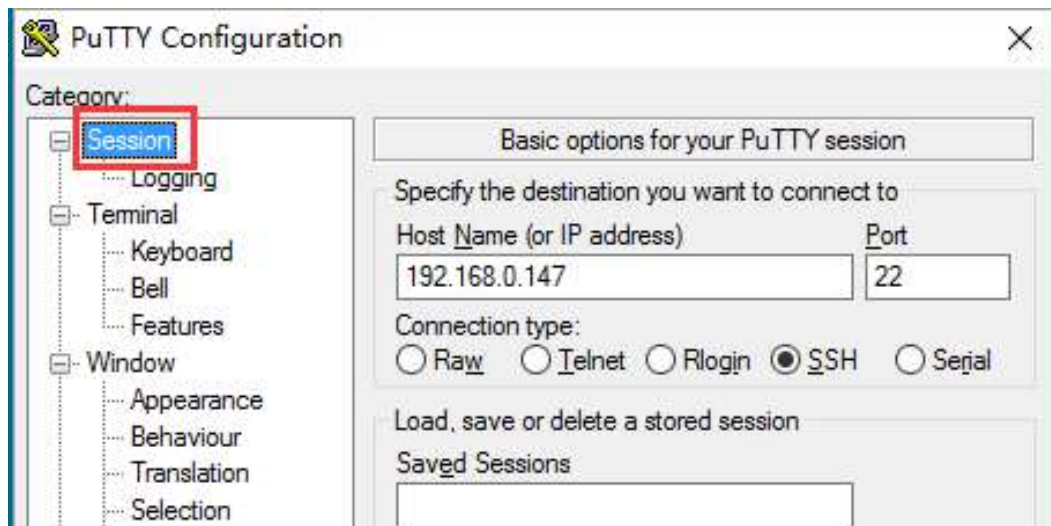 PuTTY Configuration
Category:
Session
Logging
Terminal
Keyboard
Bell
Features
Window
Appearance
Behaviour
Translation
Selection
Basic options for your PuTTY session
Specify the destination you want to connect to
Host Name (or IP address) Port
192.168.0.147 22
Connection type:
Raw Telnet Rlogin SSH Serial
Load, save or delete a stored session
Saved Sessions